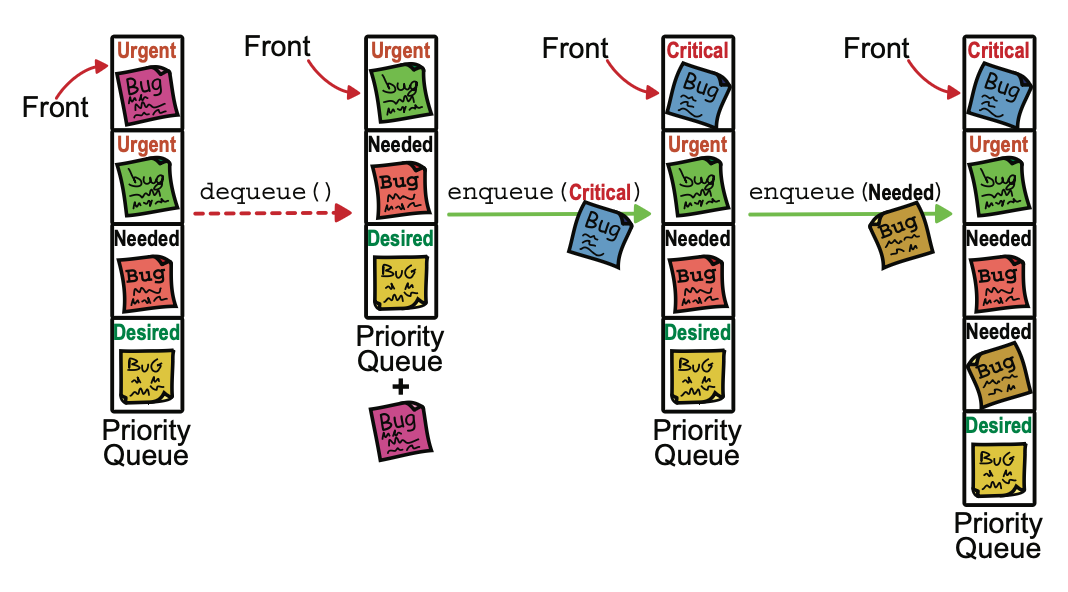 Front
Urgent
Bug
Urgent
bug
Needed
Bug
Desired
BUG
Priority
Queue
dequeue()
Front
Urgent
bug
Needed
Bug
Desired
BUG
Priority
Queue
+
Bug
enqueue(Critical)
Bug
Front
Critical
Bug
Urgent
bug
Needed
Bug
Desired
BUG
Priority
Queue
enqueue(Needed)
Bug
Front
Critical
Bug
Urgent
bug
Needed
Bug
Needed
Bug
Desired
BUG
Priority
Queue